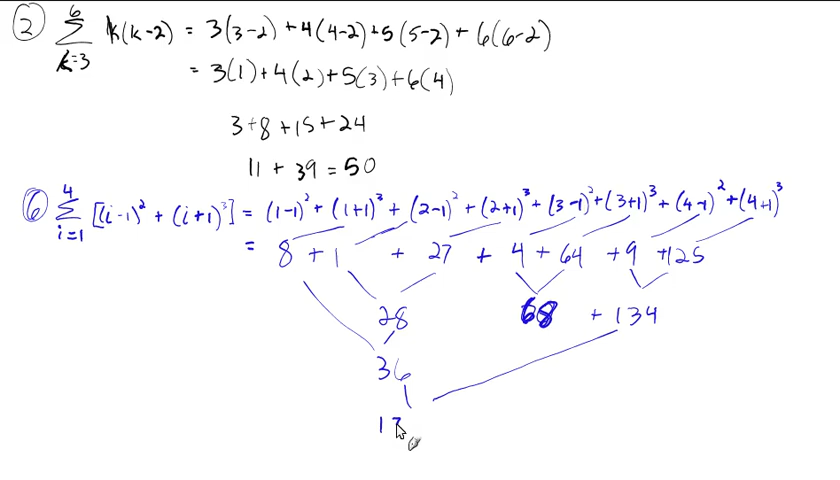 ② 6 Σ k=3 k(k-2) = 3(3-2) + 4(4-2) + 5(5-2) + 6(6-2)
= 3(1) + 4(2) + 5(3) + 6(4)
3 + 8 + 15 + 24
11 + 39 = 50
⑥ 4 Σ i=1 [(i-1)² + (i+1)³] = (1-1)² + (1+1)³ + (2-1)² + (2+1)³ + (3-1)² + (3+1)³ + (4-1)² + (4+1)³
= 8 + 1 + 27 + 4 + 64 + 9 + 125
28 68 + 134
36
17